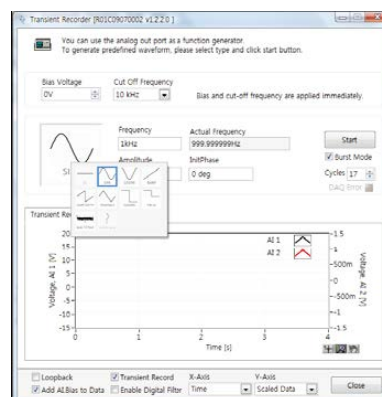 Transient Recorder [R01C09070002 v1.2.2.0 ]
You can use the analog out port as a function generator.
To generate predefined waveform, please select type and click start button.
Bias Voltage
Cut Off Frequency
0V
10 kHz
Bias and cut-off frequency are applied immediately.
Frequency
Actual Frequency
1kHz
999.999999Hz
Start
Amplitude
InitPhase
Burst Mode
0 deg
Cycles 17
DAQ Error
Transient Rec
20
15
10
5
0
-5
-10
-15
Voltage, AI 1 [V]
AI 1
AI 2
1.5
1
-500m
0
-500m
-1
-1.5
Voltage, AI 2 [V]
0 1 2 3 4
Time [s]
Loopback
Transient Record
X-Axis
Y-Axis
Add AI.Bias to Data
Enable Digital Filter
Time
Scaled Data
Close